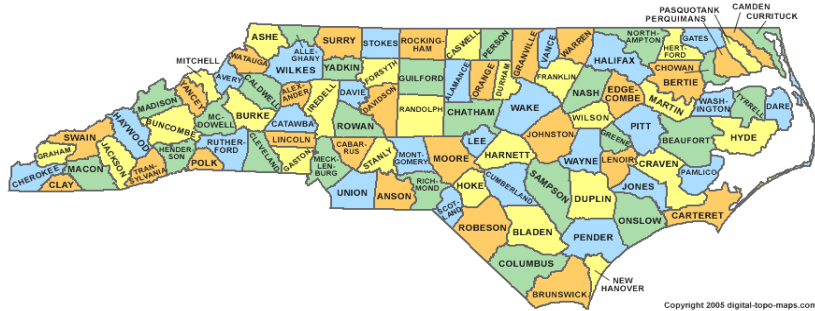 PASQUOTANK
CAMDEN
PERQUIMANS
CURRITUCK
ASHE
ALLE-
GHANY
SURRY
STOKES
ROCKING-
HAM
CASWELL
PERSON
GRANVILLE
VANCE
WARREN
NORTH-
AMPTON
HERT-
FORD
GATES
WATAUGA
WILKES
YADKIN
FORSYTH
GUILFORD
ALAMANCE
ORANGE
DURHAM
FRANKLIN
HALIFAX
CHOWAN
BERTIE
MITCHELL
AVERY
CALDWELL
ALEX-
ANDER
IREDELL
DAVIE
DAVIDSON
RANDOLPH
CHATHAM
WAKE
NASH
EDGE-
COMBE
MARTIN
WASH-
INGTON
TYRRELL
DARE
MADISON
YANCEY
MC-
DOWELL
BURKE
CATAWBA
ROWAN
WILSON
PITT
BEAUFORT
HYDE
HAYWOOD
BUNCOMBE
RUTHER-
FORD
CLEVELAND
LINCOLN
GASTON
CABAR-
RUS
STANLY
MONT-
GOMERY
MOORE
LEE
HARNETT
JOHNSTON
WAYNE
GREENE
LENOIR
CRAVEN
PAMLICO
SWAIN
GRAHAM
JACKSON
HENDER-
SON
MECK-
LEN-
BURG
CHEROKEE
MACON
CLAY
TRAN-
SYLVANIA
POLK
UNION
ANSON
RICH-
MOND
SCOT-
LAND
HOKE
CUMBERLAND
SAMPSON
DUPLIN
JONES
ONSLOW
CARTERET
ROBESON
BLADEN
PENDER
COLUMBUS
NEW
HANOVER
BRUNSWICK
Copyright 2005 digital-topo-maps.com